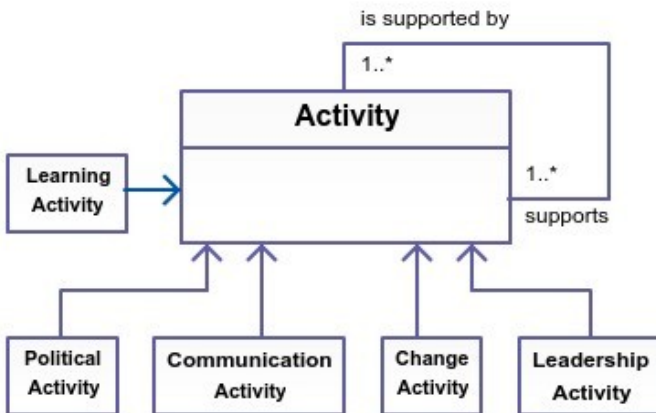 is supported by
1..*
Activity
Learning
Activity
1..*
supports
Political
Activity
Communication
Activity
Change
Activity
Leadership
Activity